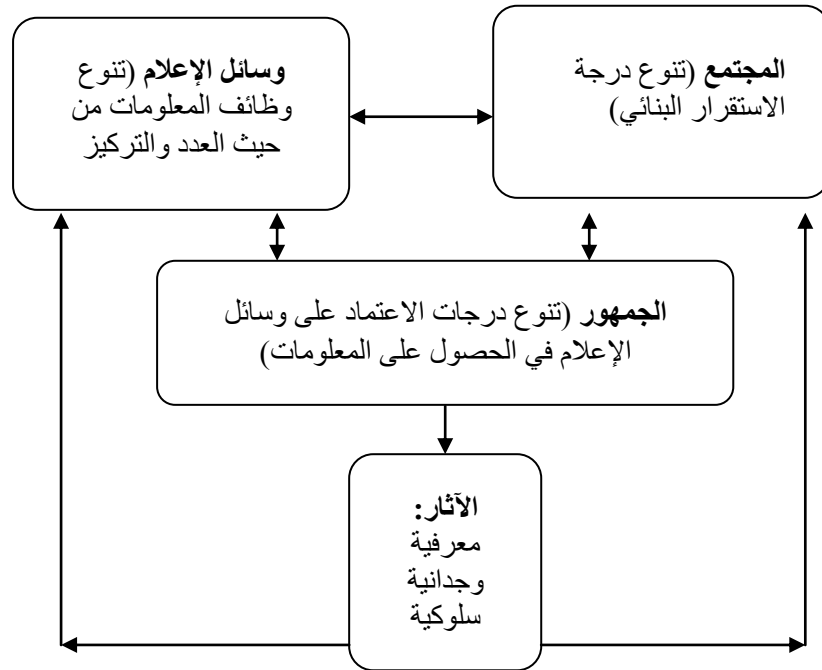 المجتمع (تنوع درجة
الاستقرار البنائي)
وسائل الإعلام (تنوع
وظائف المعلومات من
حيث العدد والتركيز
الجمهور (تنوع درجات الاعتماد على وسائل
الإعلام في الحصول على المعلومات)
الآثار:
معرفية
وجدانية
سلوكية